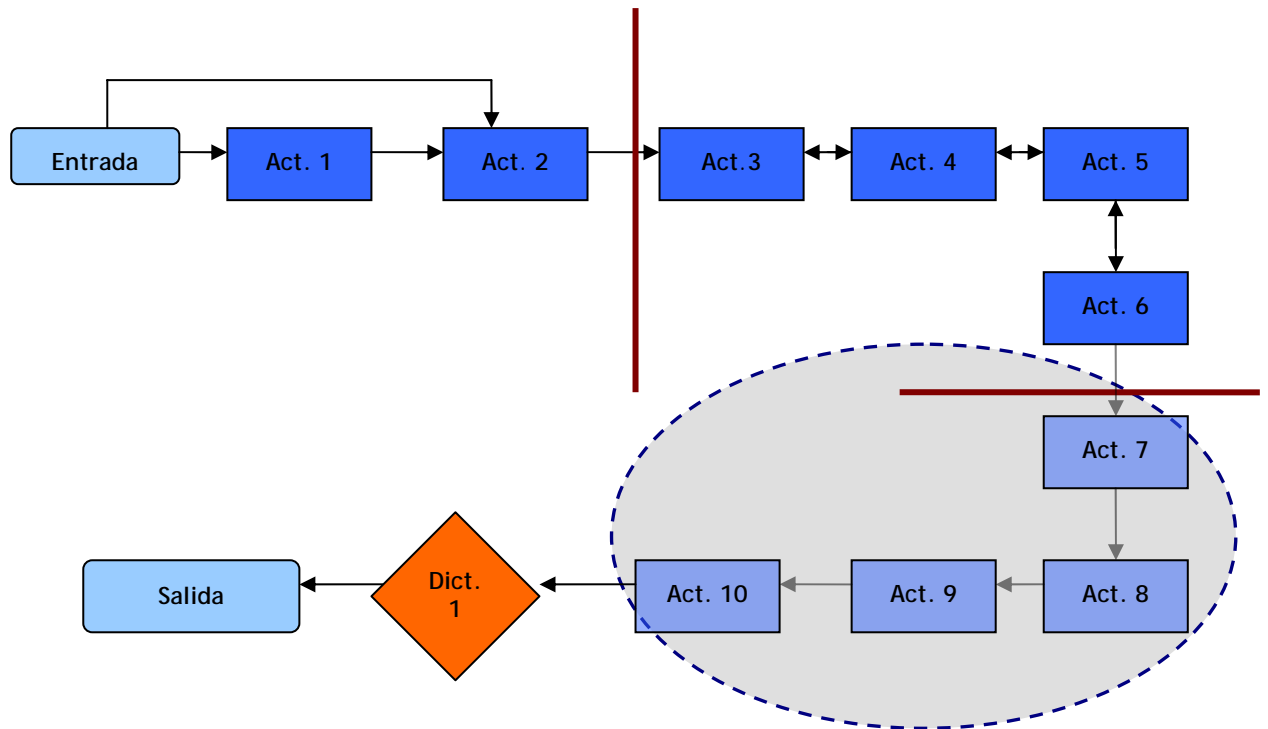 Entrada
Act. 1
Act. 2
Act.3
Act. 4
Act. 5
Act. 6
Act. 7
Salida
Dict.
1
Act. 10
Act. 9
Act. 8